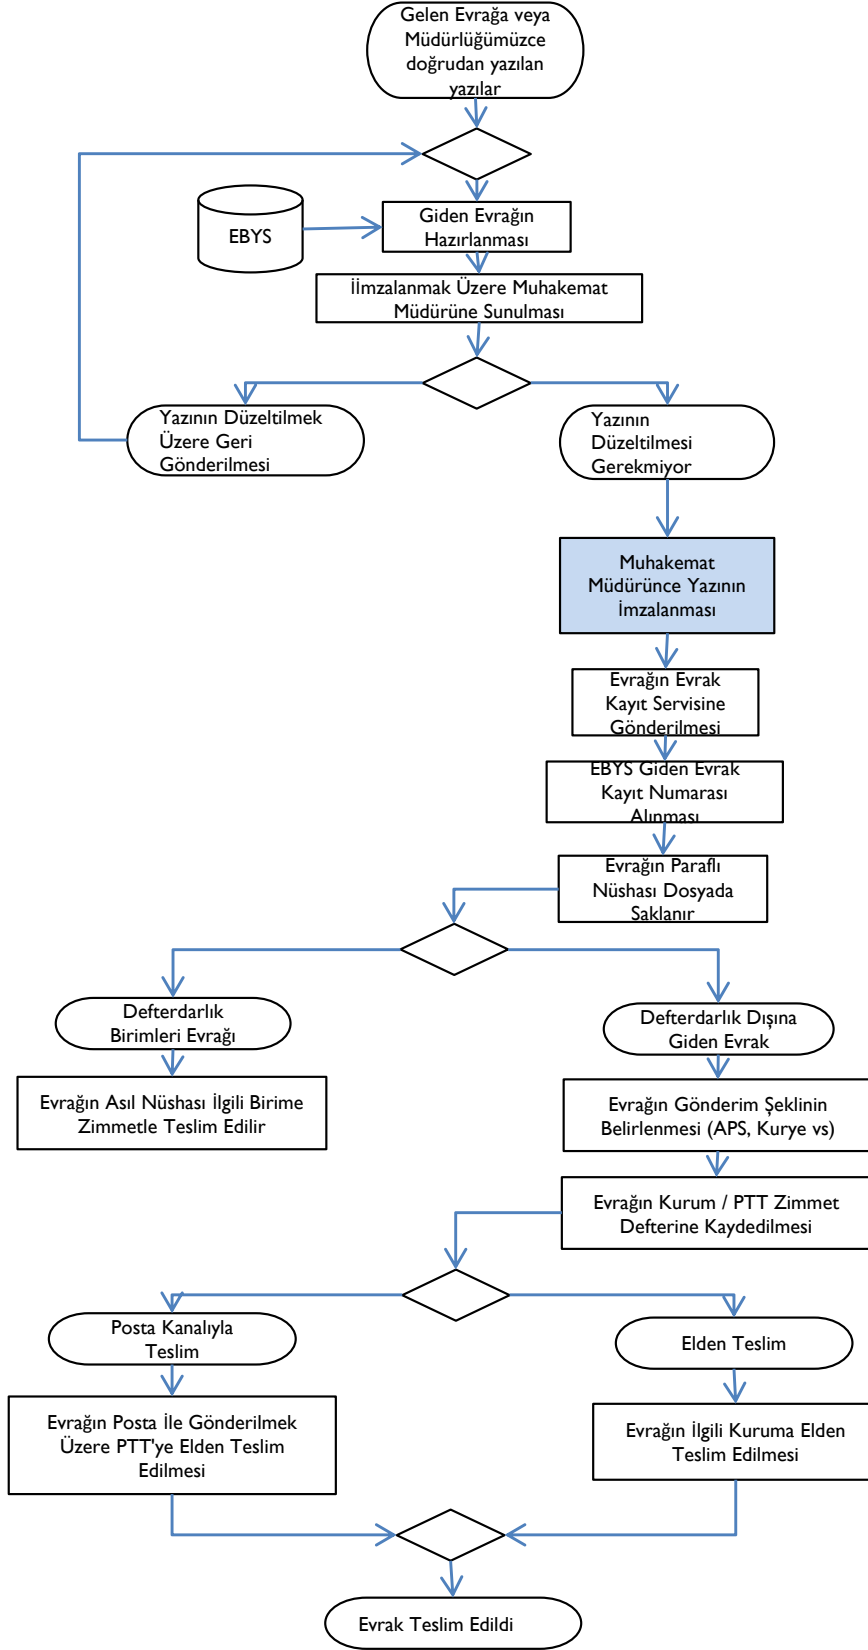 Gelen Evrağa veya
Müdürlüğümüzce
doğrudan yazılan
yazılar
EBYS
Giden Evrağın
Hazırlanması
İİmzalanmak Üzere Muhakemat
Müdürüne Sunulması
Yazının Düzeltilmek
Üzere Geri
Gönderilmesi
Yazının
Düzeltilmesi
Gerekmiyor
Muhakemat
Müdürünce Yazının
İmzalanması
Evrağın Evrak
Kayıt Servisine
Gönderilmesi
EBYS Giden Evrak
Kayıt Numarası
Alınması
Evrağın Paraflı
Nüshası Dosyada
Saklanır
Defterdarlık
Birimleri Evrağı
Defterdarlık Dışına
Giden Evrak
Evrağın Asıl Nüshası İlgili Birime
Zimmetle Teslim Edilir
Evrağın Gönderim Şeklinin
Belirlenmesi (APS, Kurye vs)
Evrağın Kurum / PTT Zimmet
Defterine Kaydedilmesi
Posta Kanalıyla
Teslim
Elden Teslim
Evrağın Posta İle Gönderilmek
Üzere PTT'ye Elden Teslim
Edilmesi
Evrağın İlgili Kuruma Elden
Teslim Edilmesi
Evrak Teslim Edildi